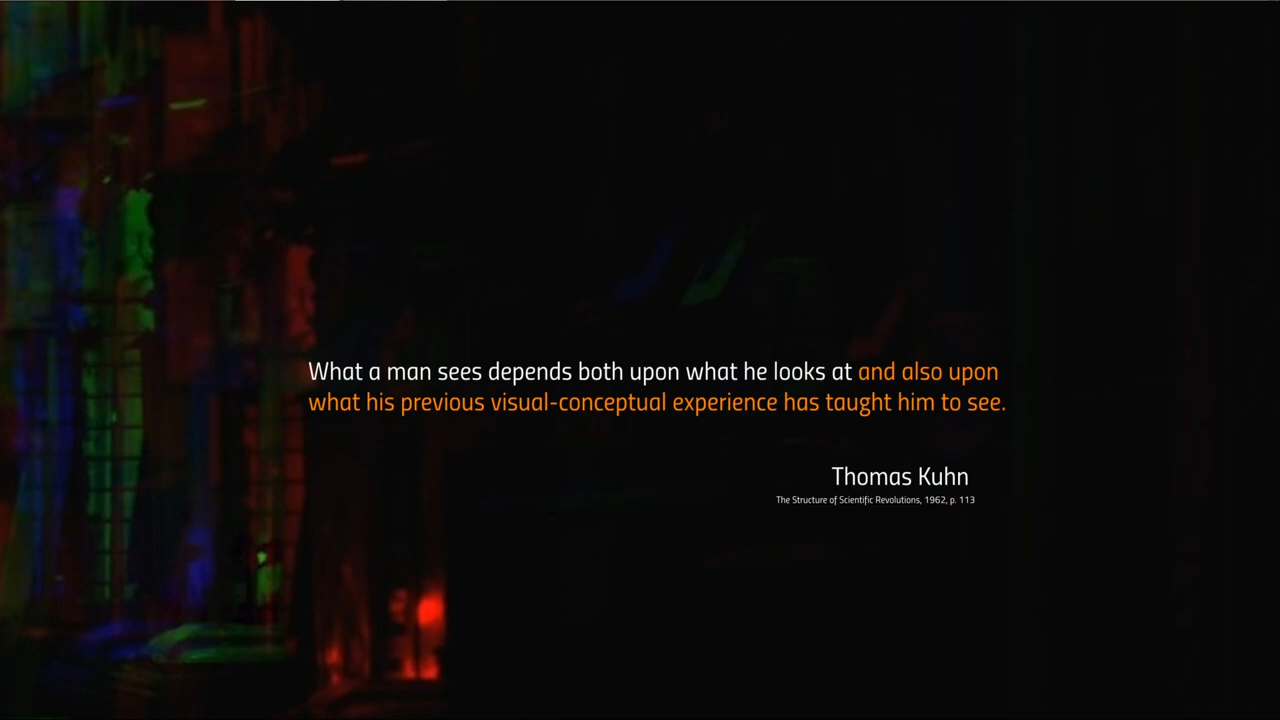 What a man sees depends both upon what he looks at and also upon
what his previous visual-conceptual experience has taught him to see.
Thomas Kuhn
The Structure of Scientific Revolutions, 1962, p. 113